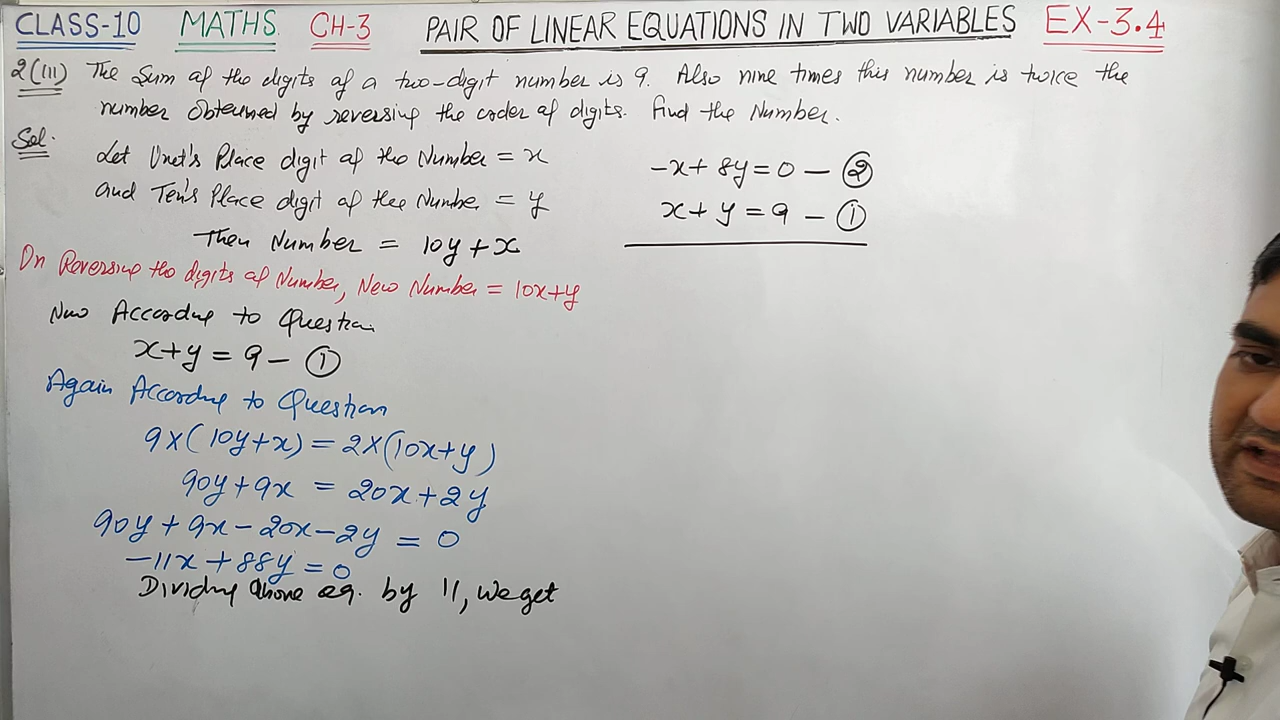 CLASS-10 MATHS CH-3 PAIR OF LINEAR EQUATIONS IN TWO VARIABLES EX-3.4
2(III) The Sum of the digits of a two-digit number is 9. Also nine times this number is twice the
number obtained by reversing the order of digits. Find the Number.
Sol.
Let Unit's Place digit of the Number = x
and Ten's Place digit of the Number = y
Then Number = 10y + x
On Reversing the digits of Number, New Number = 10x+y
Now According to Question
x+y = 9 - ①
Again According to Question
9×(10y+x) = 2×(10x+y)
90y+9x = 20x+2y
90y + 9x - 20x - 2y = 0
-11x + 88y = 0
Dividing above eq. by 11, we get
-x + 8y = 0 - ②
x + y = 9 - ①